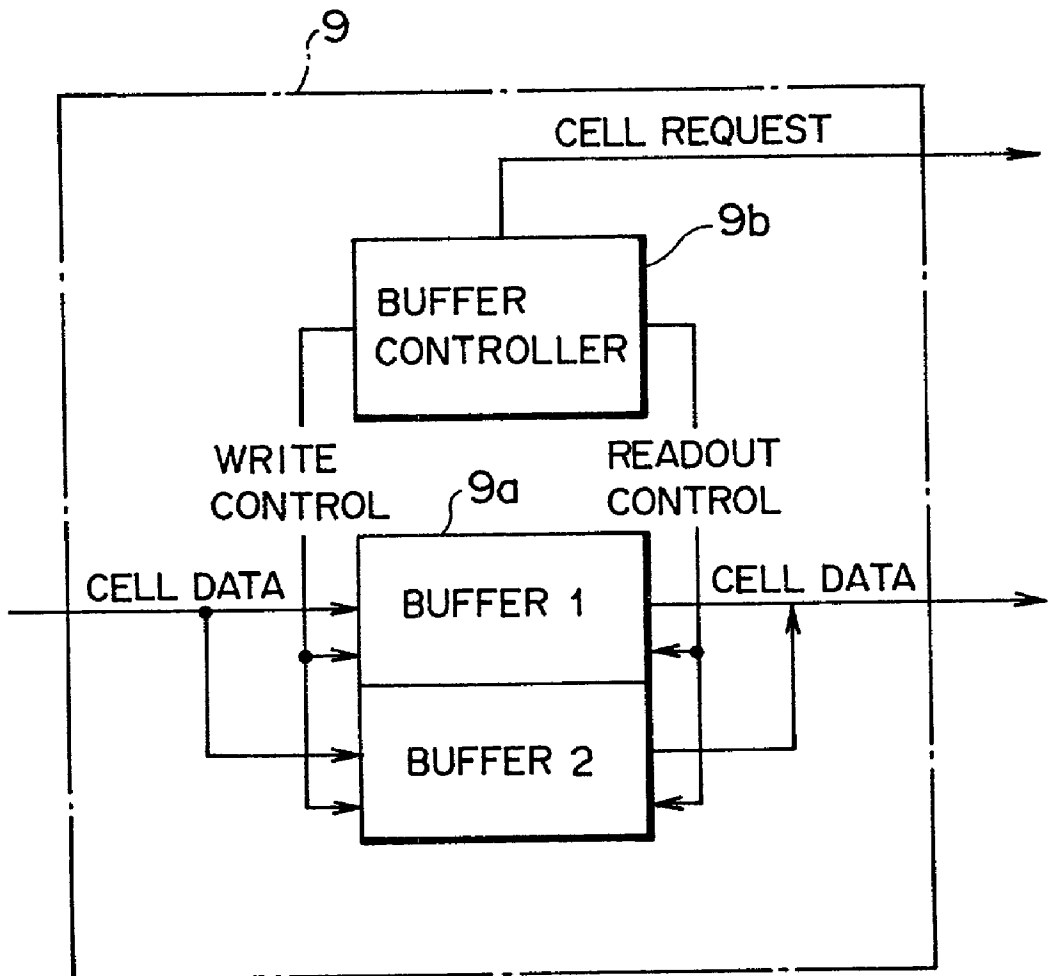 9
CELL REQUEST
9b
BUFFER
CONTROLLER
WRITE
CONTROL
READOUT
CONTROL
9a
CELL DATA
BUFFER 1
CELL DATA
BUFFER 2